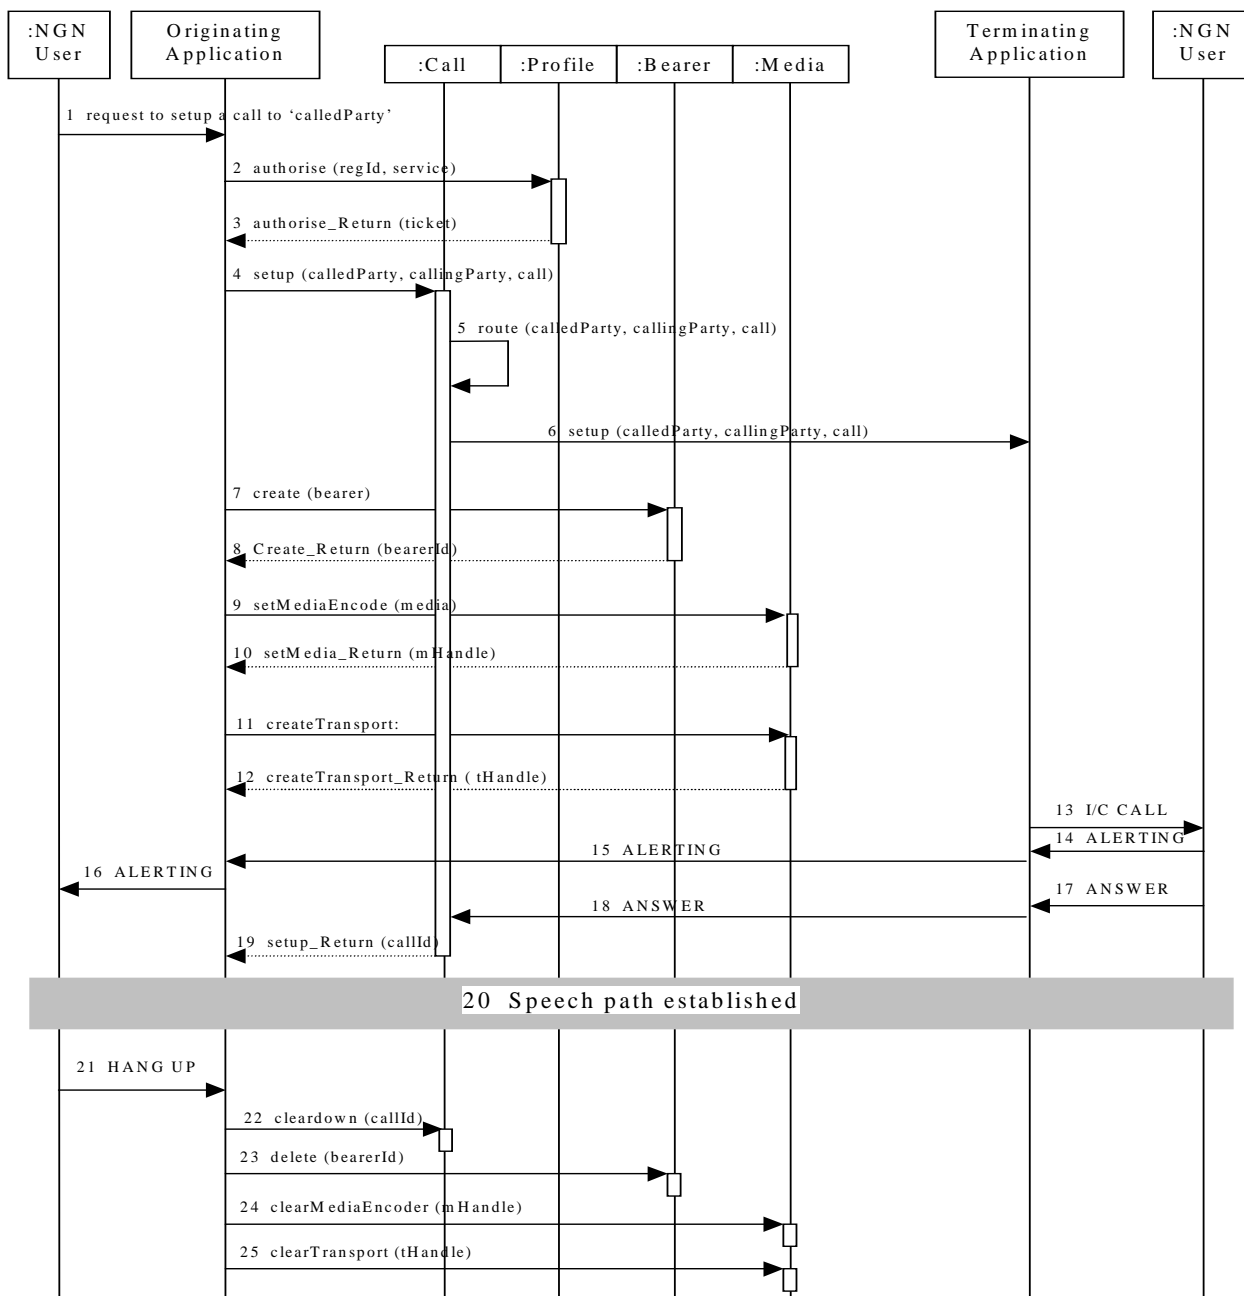 :NGN
User
Originating
Application
:Call
:Profile
:Bearer
:Media
Terminating
Application
:NGN
User
1 request to setup a call to ‘calledParty’
2 authorise (regId, service)
3 authorise_Return (ticket)
4 setup (calledParty, callingParty, call)
5 route (calledParty, callingParty, call)
6 setup (calledParty, callingParty, call)
7 create (bearer)
8 Create_Return (bearerId)
9 setMediaEncode (media)
10 setMedia_Return (mHandle)
11 createTransport:
12 createTransport_Return ( tHandle)
13 I/C CALL
14 ALERTING
15 ALERTING
16 ALERTING
17 ANSWER
18 ANSWER
19 setup_Return (callId)
20 Speech path established
21 HANG UP
22 cleardown (callId)
23 delete (bearerId)
24 clearMediaEncoder (mHandle)
25 clearTransport (tHandle)